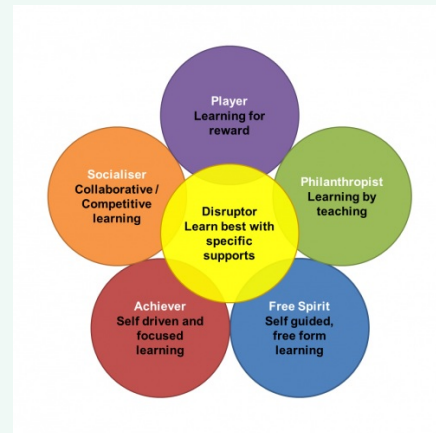 Player
Learning for
reward
Socialiser
Collaborative /
Competitive
learning
Philanthropist
Learning by
teaching
Disruptor
Learn best with
specific
supports
Achiever
Self driven and
focused
learning
Free Spirit
Self guided,
free form
learning